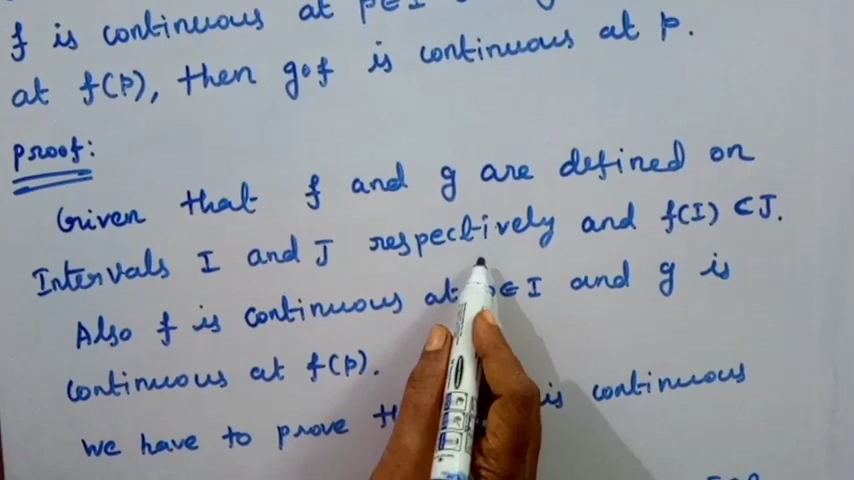 f is continuous at p∈I
at f(p), then g∘f is continuous at p.
Proof:
Given that f and g are defined on
Intervals I and J respectively and f(I) ⊂ J.
Also f is continuous at p∈I and g is
continuous at f(p).
We have to prove is continuous